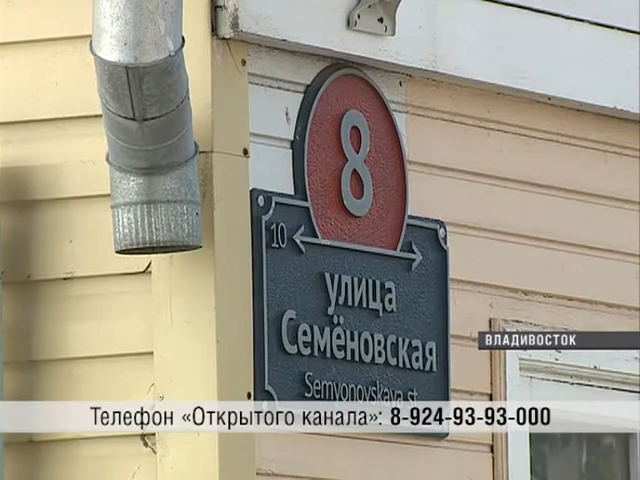 8
10
улица
Семёновская
Semyonovskaya st
ВЛАДИВОСТОК
Телефон «Открытого канала»: 8-924-93-93-000